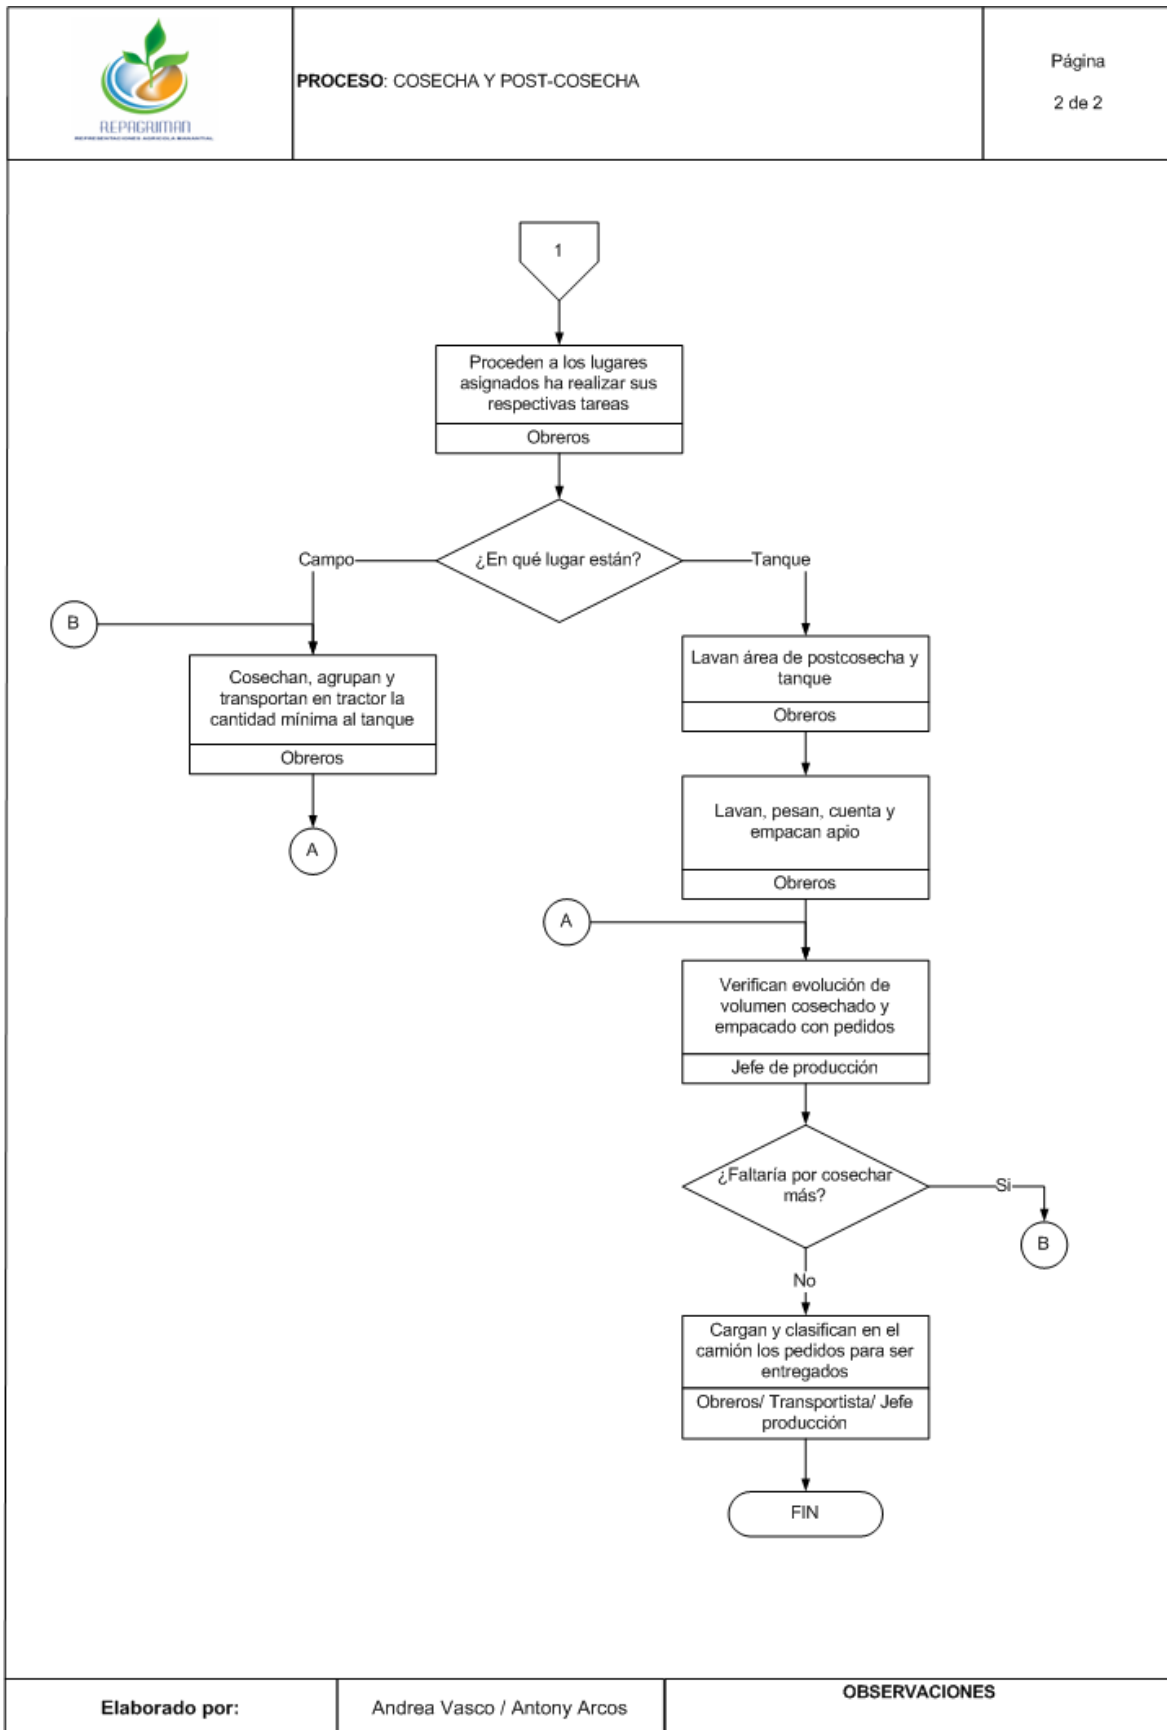 REPAGRIMAN
REPRESENTACIONES AGRICOLA MANANTIAL
PROCESO: COSECHA Y POST-COSECHA
Página
2 de 2
1
Proceden a los lugares
asignados ha realizar sus
respectivas tareas
Obreros
¿En qué lugar están?
Campo
Tanque
B
Cosechan, agrupan y
transportan en tractor la
cantidad mínima al tanque
Obreros
A
Lavan área de postcosecha y
tanque
Obreros
Lavan, pesan, cuenta y
empacan apio
Obreros
A
Verifican evolución de
volumen cosechado y
empacado con pedidos
Jefe de producción
¿Faltaría por cosechar
más?
Si
B
No
Cargan y clasifican en el
camión los pedidos para ser
entregados
Obreros/ Transportista/ Jefe
producción
FIN
Elaborado por:
Andrea Vasco / Antony Arcos
OBSERVACIONES